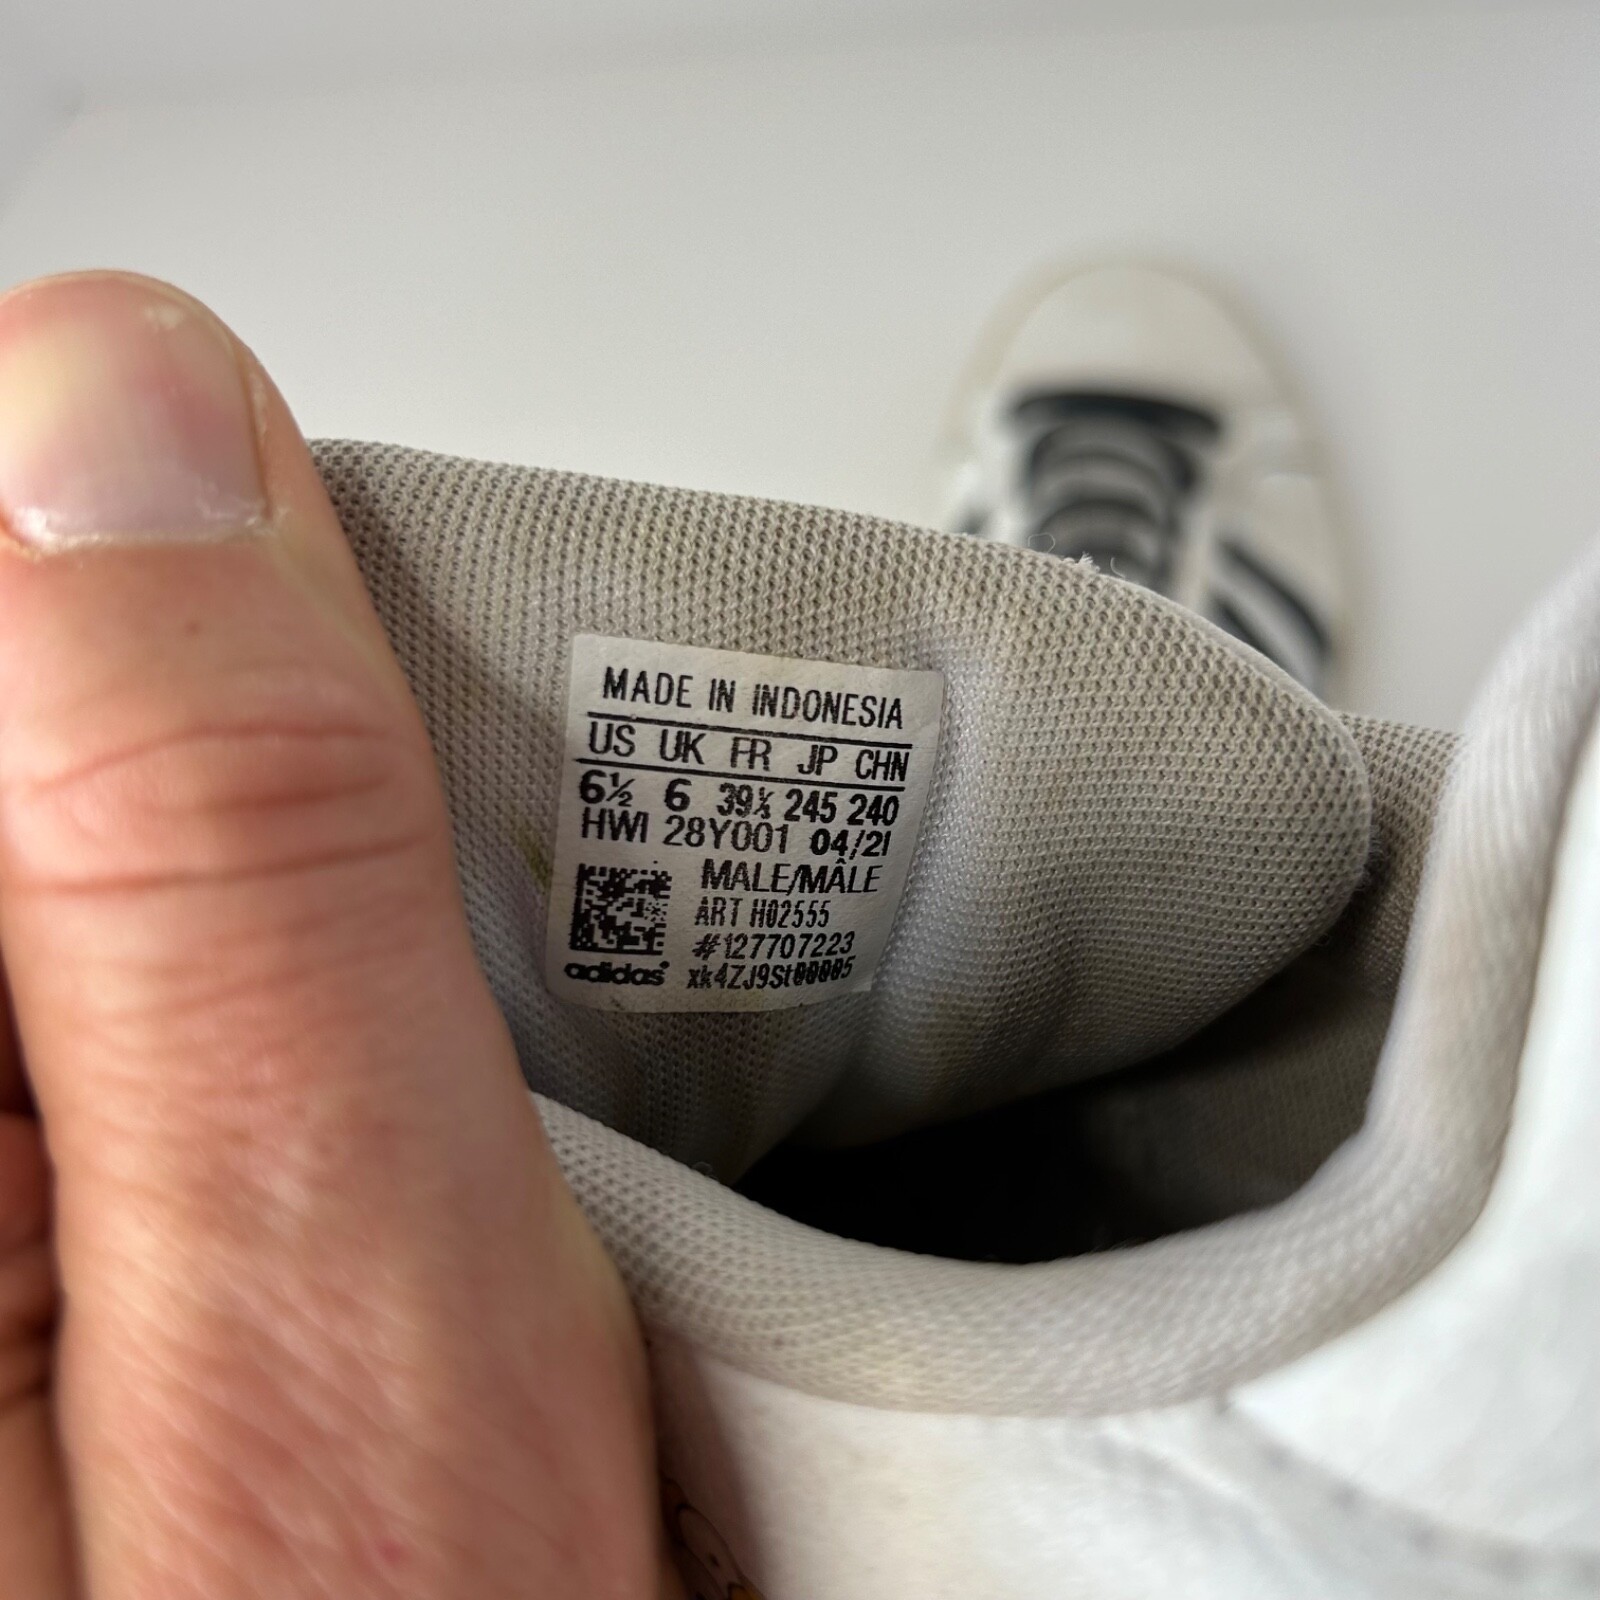 MADE IN INDONESIA
US UK FR JP CHN
6½ 6 39⅓ 245 240
HWI 28Y001 04/21
MALE/MÂLE
ART H02555
#127707223
adidas xk4ZJ9St00005